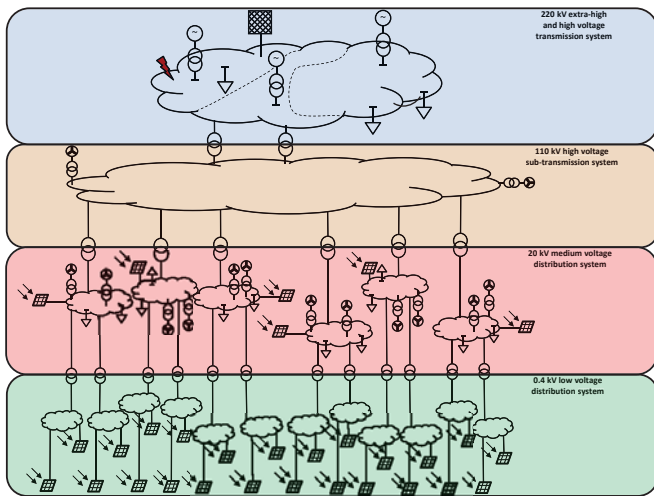 220 kV extra-high
and high voltage
transmission system
~
~
~
110 kV high voltage
sub-transmission system
20 kV medium voltage
distribution system
0.4 kV low voltage
distribution system